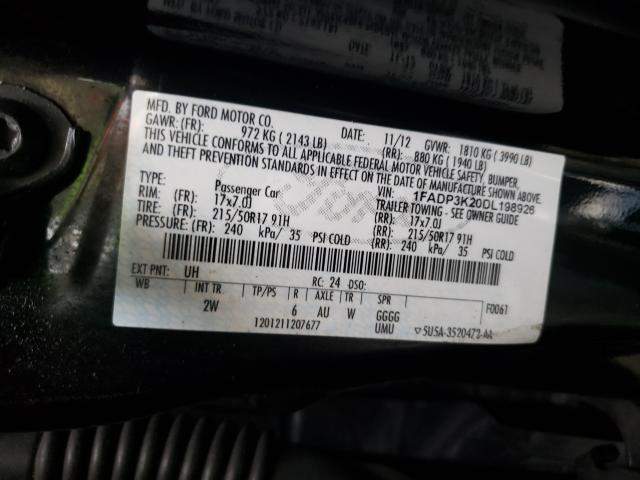 MFD. BY FORD MOTOR CO.
DATE: 11/12 GVWR: 1810 KG ( 3990 LB)
GAWR: (FR): 972 KG ( 2143 LB) (RR): 880 KG ( 1940 LB)
THIS VEHICLE CONFORMS TO ALL APPLICABLE FEDERAL MOTOR VEHICLE SAFETY, BUMPER,
AND THEFT PREVENTION STANDARDS IN EFFECT ON THE DATE OF MANUFACTURE SHOWN ABOVE.
VIN: 1FADP3K20DL198926
TYPE: Passenger Car TRAILER TOWING - SEE OWNER GUIDE
RIM: (FR): 17x7.0J (RR): 17x7.0J
TIRE: (FR): 215/50R17 91H (RR): 215/50R17 91H
PRESSURE: (FR): 240 kPa/ 35 PSI COLD (RR): 240 kPa/ 35 PSI COLD
EXT PNT: UH RC: 24 DSO: F0061
WB INT TR TP/PS R AXLE TR SPR
2W 6 AU W GGGG
1201211207677 UMU 5U5A-3520472-AA